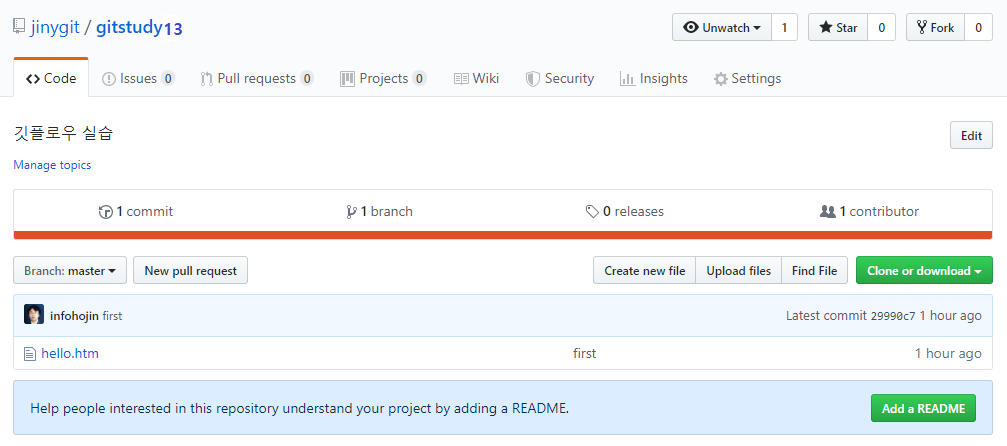 jinygit / gitstudy13 Unwatch 1 Star 0 Fork 0
Code Issues 0 Pull requests 0 Projects 0 Wiki Security Insights Settings
깃플로우 실습 Edit
Manage topics
1 commit 1 branch 0 releases 1 contributor
Branch: master New pull request Create new file Upload files Find File Clone or download
infohojin first Latest commit 29990c7 1 hour ago
hello.htm first 1 hour ago
Help people interested in this repository understand your project by adding a README. Add a README